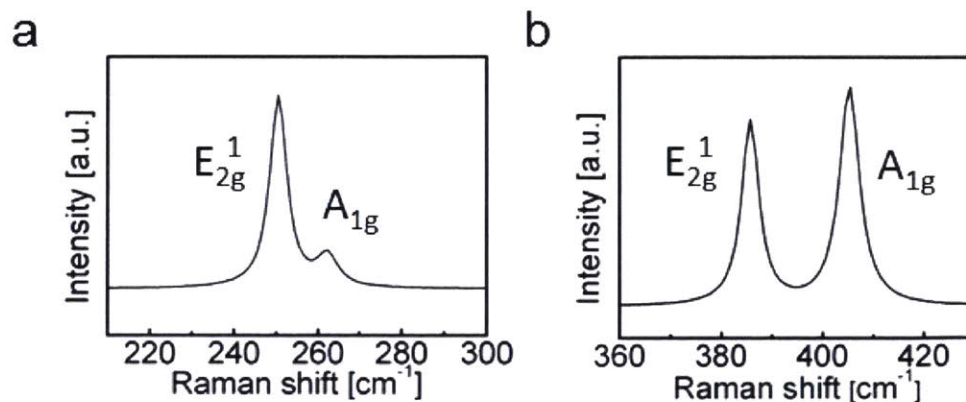 a
Intensity [a.u.]
E₂g¹
A₁g
220 240 260 280 300
Raman shift [cm⁻¹]
b
Intensity [a.u.]
E₂g¹
A₁g
360 380 400 420
Raman shift [cm⁻¹]